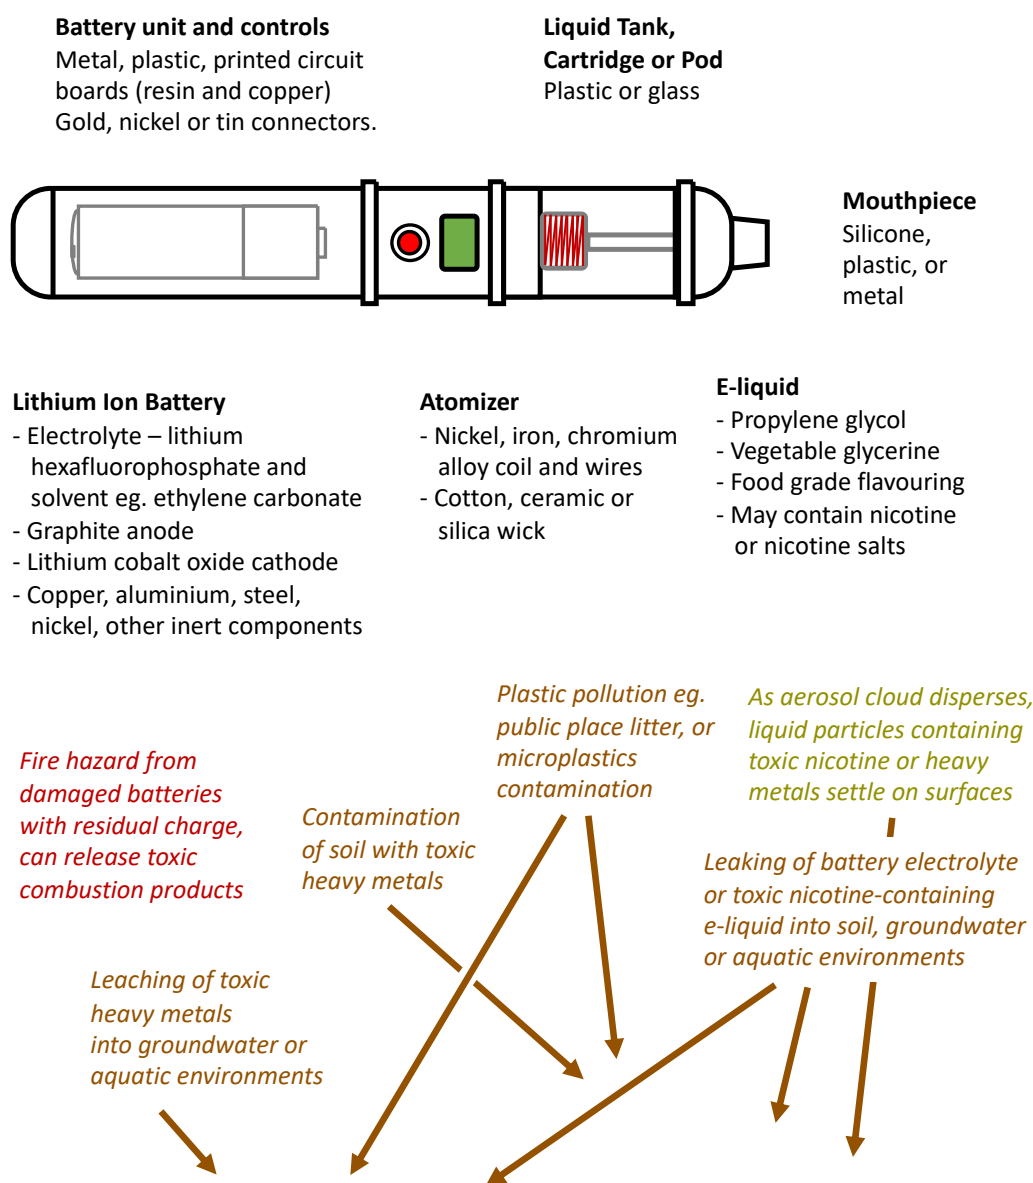 Battery unit and controls
Metal, plastic, printed circuit
boards (resin and copper)
Gold, nickel or tin connectors.
Liquid Tank,
Cartridge or Pod
Plastic or glass
Mouthpiece
Silicone,
plastic, or
metal
Lithium Ion Battery
- Electrolyte – lithium
hexafluorophosphate and
solvent eg. ethylene carbonate
- Graphite anode
- Lithium cobalt oxide cathode
- Copper, aluminium, steel,
nickel, other inert components
Atomizer
- Nickel, iron, chromium
alloy coil and wires
- Cotton, ceramic or
silica wick
E-liquid
- Propylene glycol
- Vegetable glycerine
- Food grade flavouring
- May contain nicotine
or nicotine salts
Fire hazard from
damaged batteries
with residual charge,
can release toxic
combustion products
Contamination
of soil with toxic
heavy metals
Plastic pollution eg.
public place litter, or
microplastics
contamination
As aerosol cloud disperses,
liquid particles containing
toxic nicotine or heavy
metals settle on surfaces
Leaking of battery electrolyte
or toxic nicotine-containing
e-liquid into soil, groundwater
or aquatic environments
Leaching of toxic
heavy metals
into groundwater or
aquatic environments